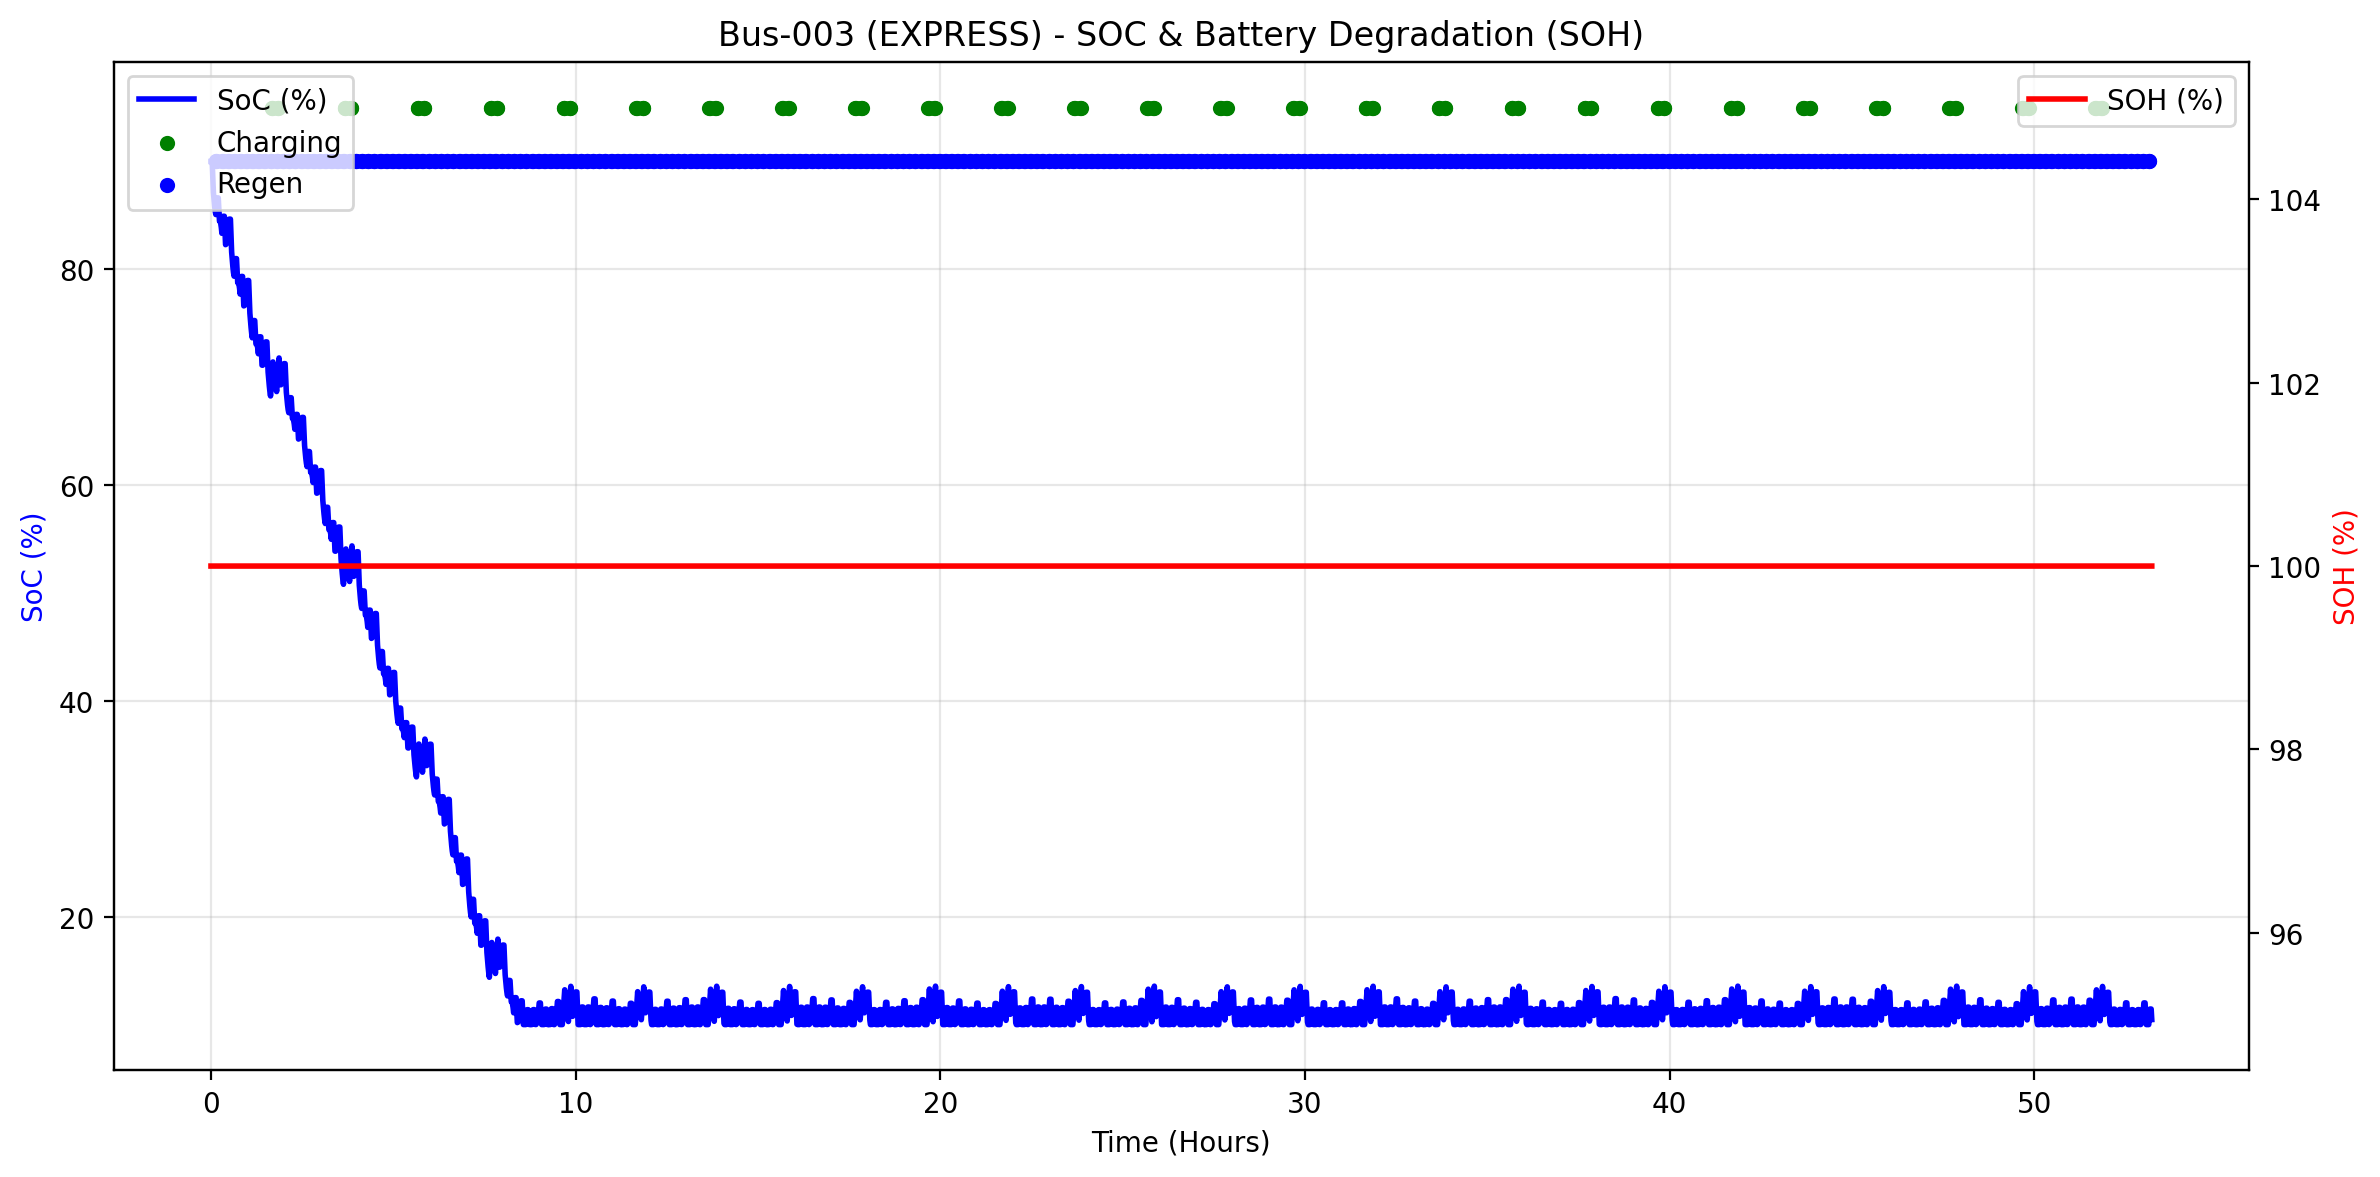 Bus-003 (EXPRESS) - SOC & Battery Degradation (SOH)
SoC (%)
Charging
Regen
SOH (%)
80
60
40
20
SoC (%)
104
102
100
98
96
SOH (%)
0 10 20 30 40 50
Time (Hours)